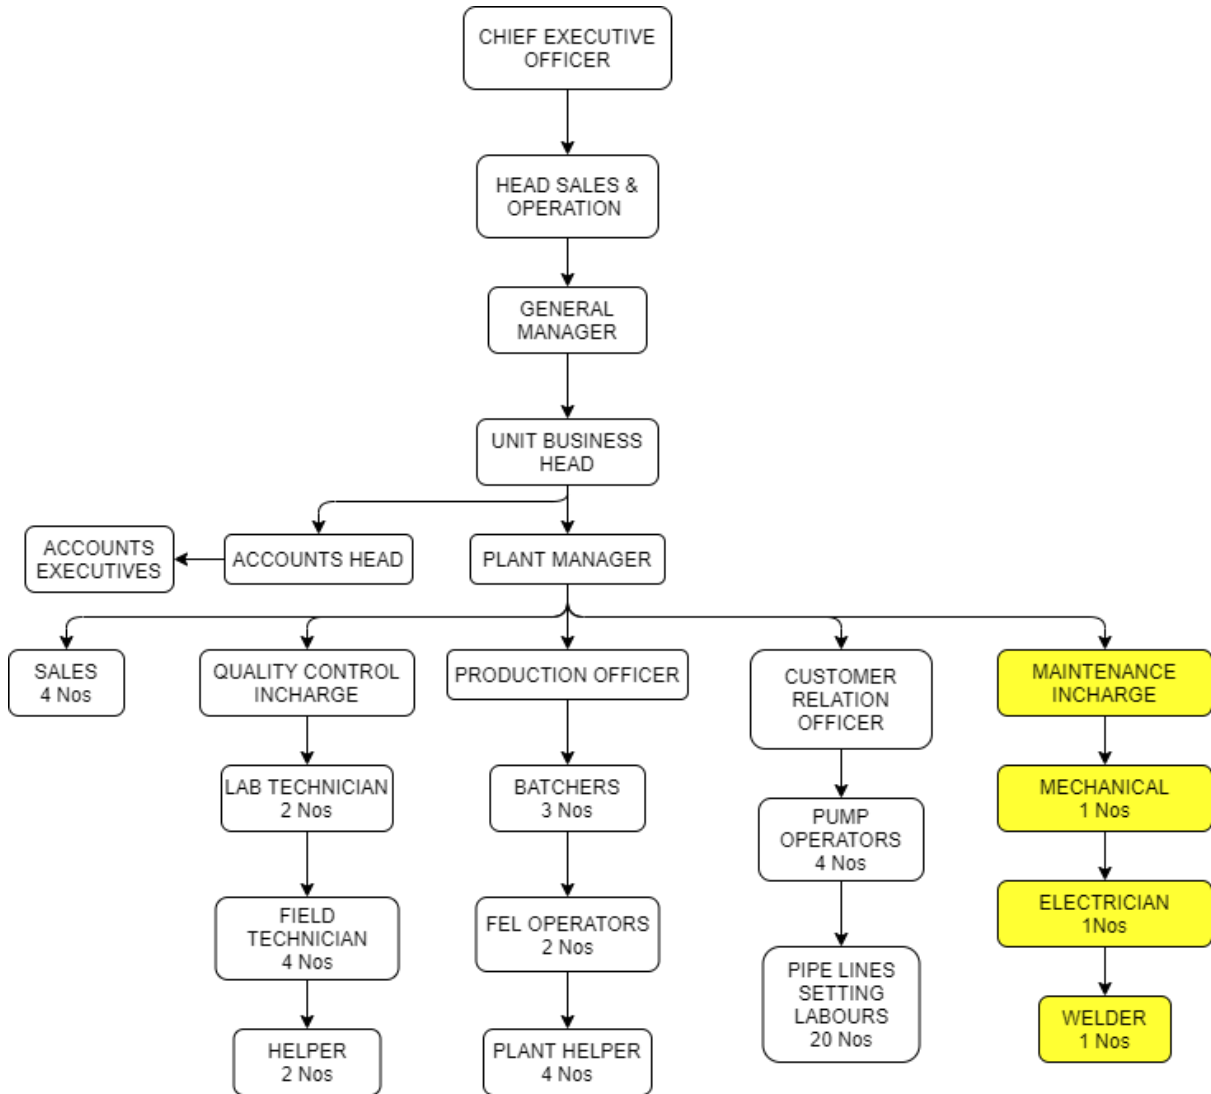 CHIEF EXECUTIVE
OFFICER
HEAD SALES &
OPERATION
GENERAL
MANAGER
UNIT BUSINESS
HEAD
ACCOUNTS
EXECUTIVES
ACCOUNTS HEAD
PLANT MANAGER
SALES
4 Nos
QUALITY CONTROL
INCHARGE
PRODUCTION OFFICER
CUSTOMER
RELATION
OFFICER
MAINTENANCE
INCHARGE
LAB TECHNICIAN
2 Nos
BATCHERS
3 Nos
PUMP
OPERATORS
4 Nos
MECHANICAL
1 Nos
FIELD
TECHNICIAN
4 Nos
FEL OPERATORS
2 Nos
PIPE LINES
SETTING
LABOURS
20 Nos
ELECTRICIAN
1Nos
HELPER
2 Nos
PLANT HELPER
4 Nos
WELDER
1 Nos